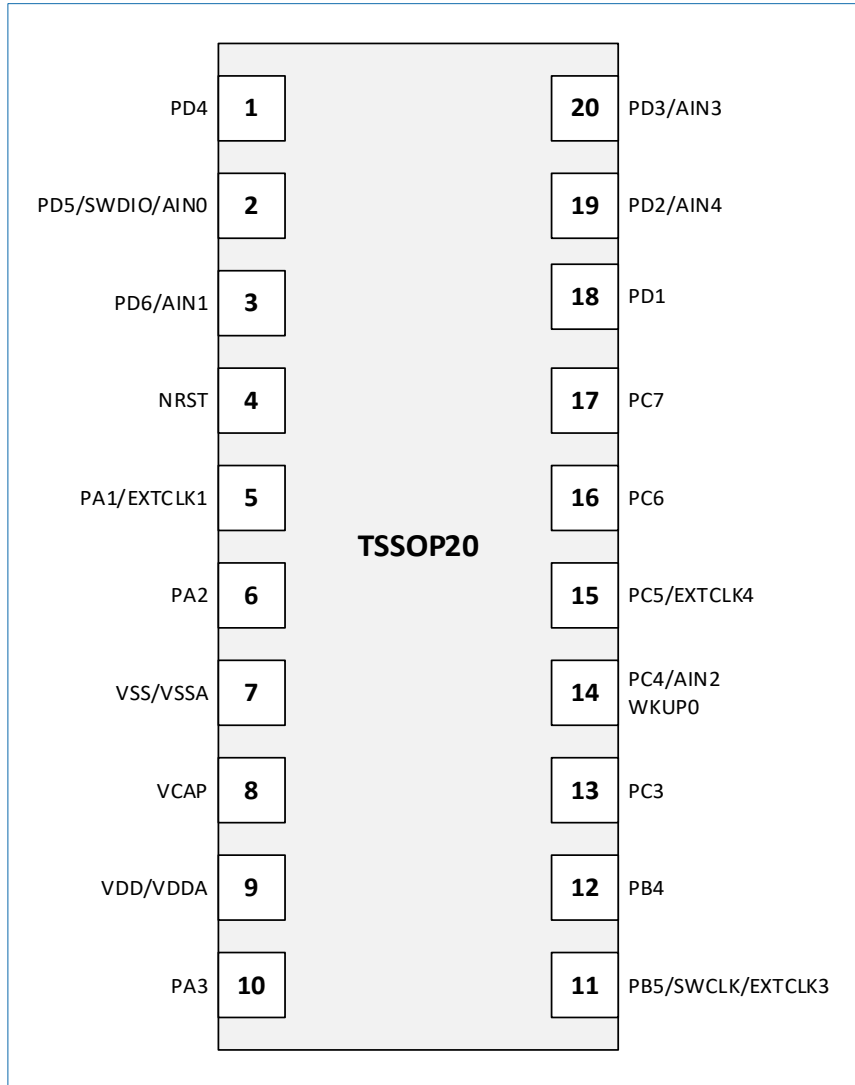 PD4 1 20 PD3/AIN3
PD5/SWDIO/AIN0 2 19 PD2/AIN4
PD6/AIN1 3 18 PD1
NRST 4 17 PC7
PA1/EXTCLK1 5 16 PC6
TSSOP20
PA2 6 15 PC5/EXTCLK4
VSS/VSSA 7 14 PC4/AIN2
WKUP0
VCAP 8 13 PC3
VDD/VDDA 9 12 PB4
PA3 10 11 PB5/SWCLK/EXTCLK3